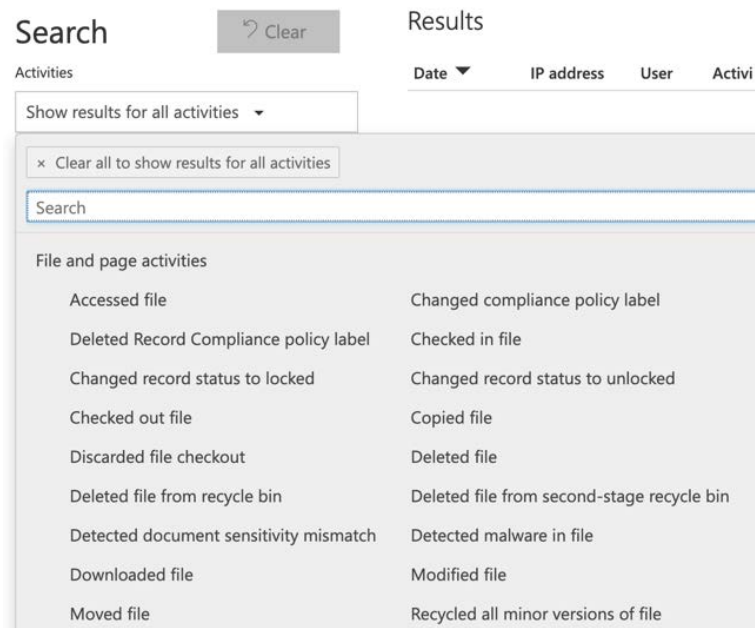 Search
Clear
Results
Activities
Date
IP address
User
Activi
Show results for all activities
× Clear all to show results for all activities
Search
File and page activities
Accessed file
Changed compliance policy label
Deleted Record Compliance policy label
Checked in file
Changed record status to locked
Changed record status to unlocked
Checked out file
Copied file
Discarded file checkout
Deleted file
Deleted file from recycle bin
Deleted file from second-stage recycle bin
Detected document sensitivity mismatch
Detected malware in file
Downloaded file
Modified file
Moved file
Recycled all minor versions of file